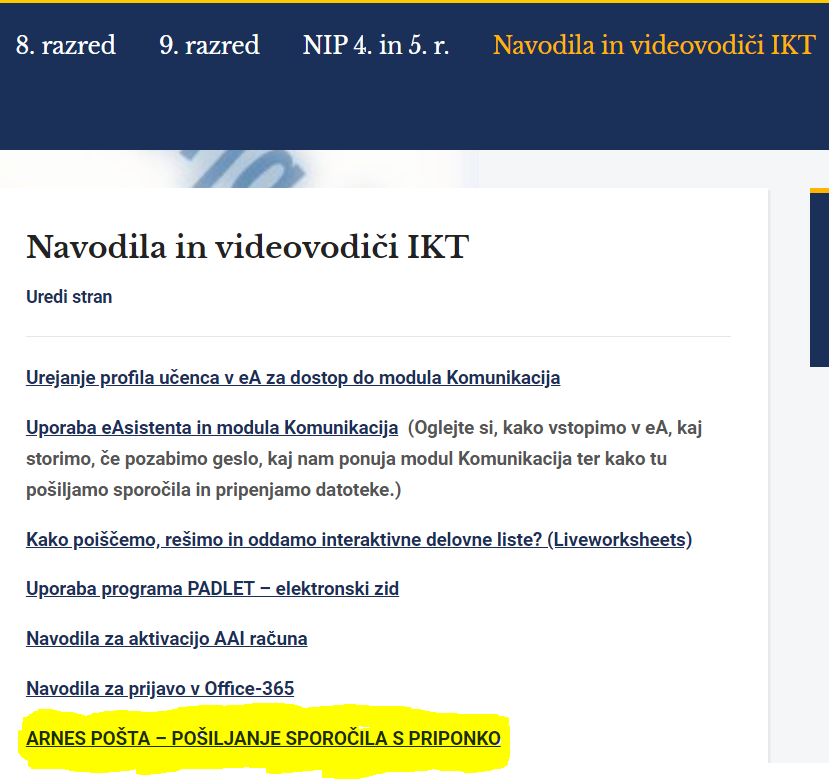 8. razred 9. razred NIP 4. in 5. r. Navodila in videovodiči IKT
Navodila in videovodiči IKT
Uredi stran
Urejanje profila učenca v eA za dostop do modula Komunikacija
Uporaba eAsistenta in modula Komunikacija (Oglejte si, kako vstopimo v eA, kaj
storimo, če pozabimo geslo, kaj nam ponuja modul Komunikacija ter kako tu
pošiljamo sporočila in pripenjamo datoteke.)
Kako poiščemo, rešimo in oddamo interaktivne delovne liste? (Liveworksheets)
Uporaba programa PADLET – elektronski zid
Navodila za aktivacijo AAI računa
Navodila za prijavo v Office-365
ARNES POŠTA – POŠILJANJE SPOROČILA S PRIPONKO